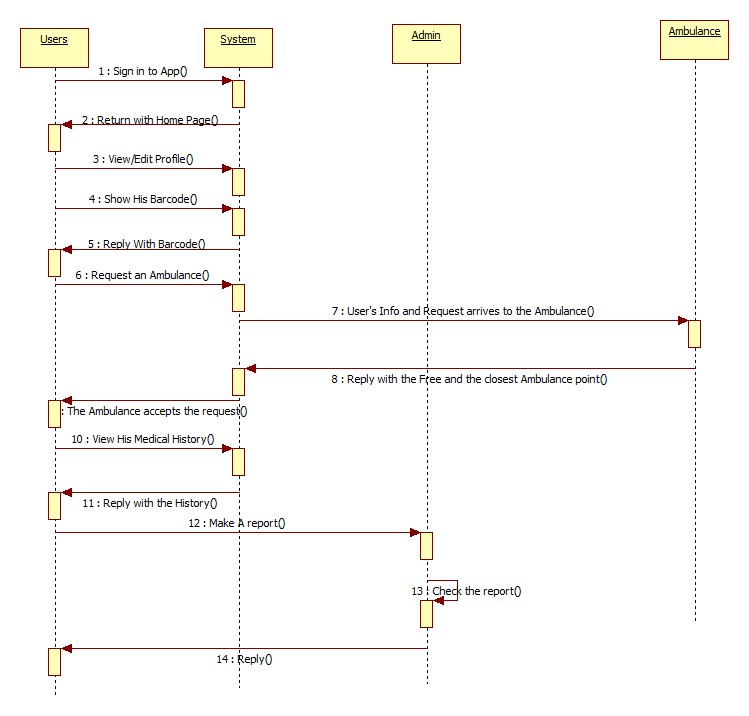 Users
System
Admin
Ambulance
1 : Sign in to App()
2 : Return with Home Page()
3 : View/Edit Profile()
4 : Show His Barcode()
5 : Reply With Barcode()
6 : Request an Ambulance()
7 : User's Info and Request arrives to the Ambulance()
8 : Reply with the Free and the closest Ambulance point()
: The Ambulance accepts the request()
10 : View His Medical History()
11 : Reply with the History()
12 : Make A report()
13 : Check the report()
14 : Reply()